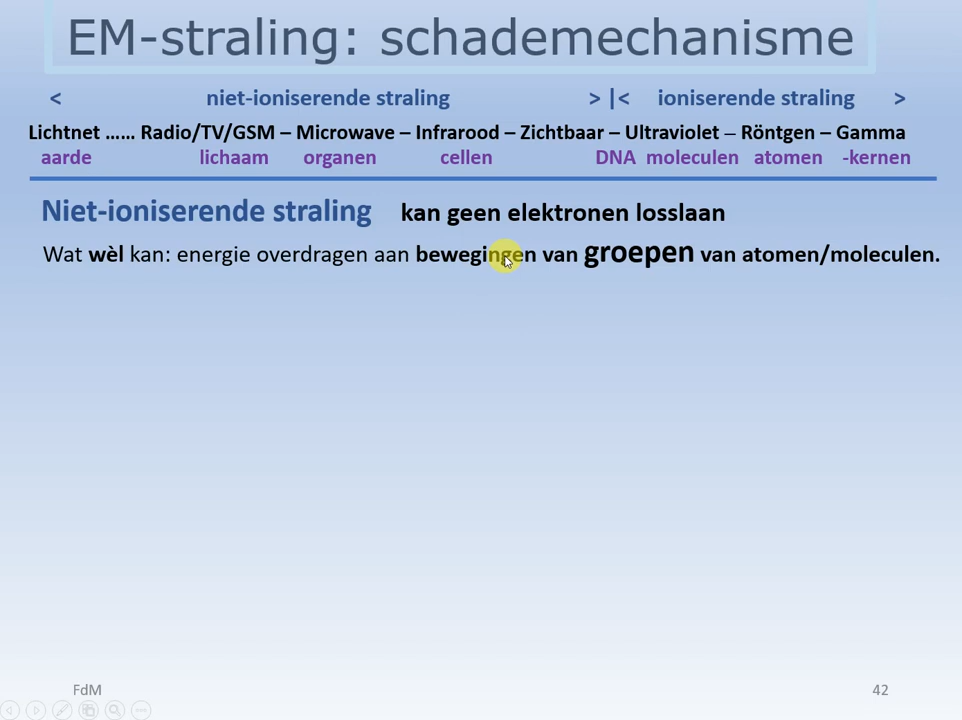 EM-straling: schademechanisme
< niet-ioniserende straling > |< ioniserende straling >
Lichtnet …… Radio/TV/GSM – Microwave – Infrarood – Zichtbaar – Ultraviolet – Röntgen – Gamma
aarde lichaam organen cellen DNA moleculen atomen -kernen
Niet-ioniserende straling kan geen elektronen losslaan
Wat wèl kan: energie overdragen aan bewegingen van groepen van atomen/moleculen.
FdM 42